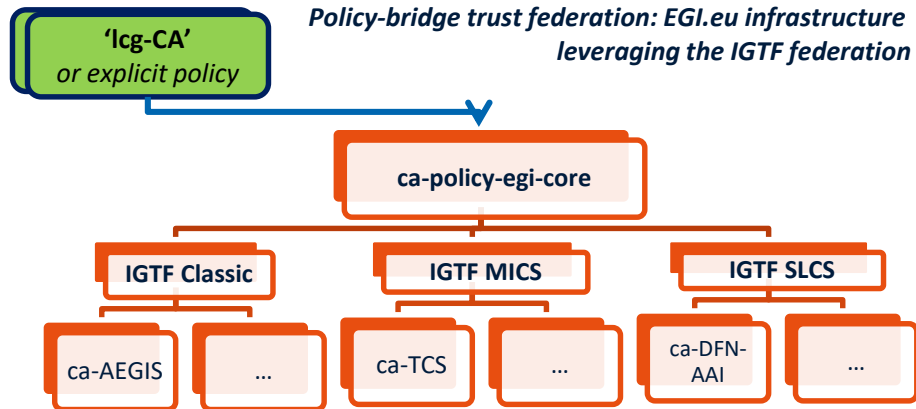 Policy-bridge trust federation: EGI.eu infrastructure
leveraging the IGTF federation
‘lcg-CA’
or explicit policy
ca-policy-egi-core
IGTF Classic
IGTF MICS
IGTF SLCS
ca-AEGIS
...
ca-TCS
...
ca-DFN-
AAI
...